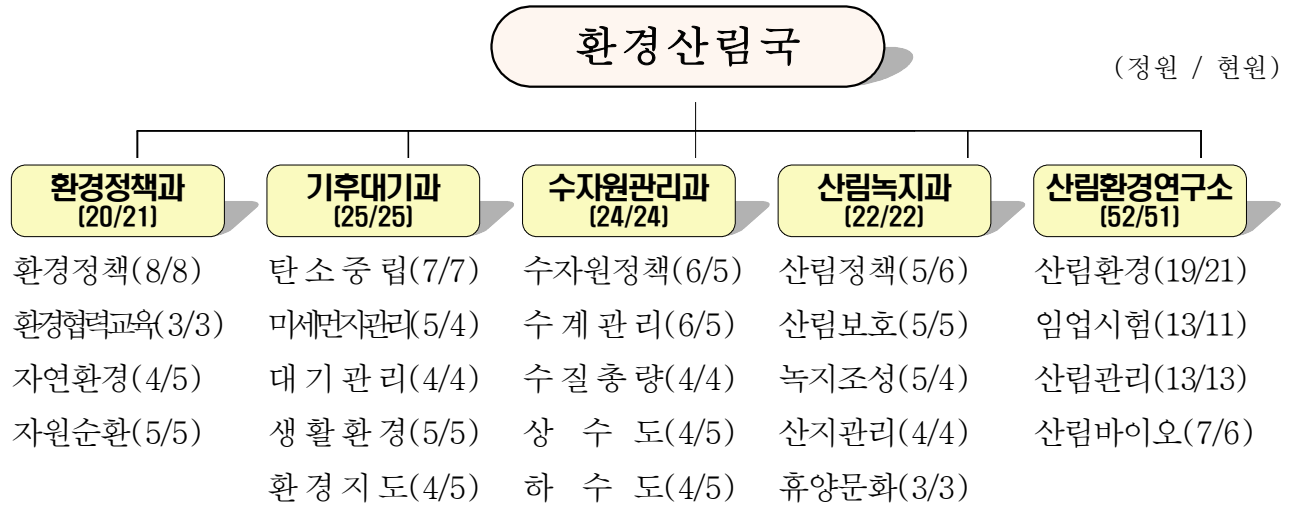 환경산림국
(정원 / 현원)
환경정책과
(20/21)
환경정책(8/8)
환경협력교육(3/3)
자연환경(4/5)
자원순환(5/5)
기후대기과
(25/25)
탄 소 중 립(7/7)
미세먼지관리(5/4)
대 기 관 리(4/4)
생 활 환 경(5/5)
환 경 지 도(4/5)
수자원관리과
(24/24)
수자원정책(6/5)
수 계 관 리(6/5)
수 질 총 량(4/4)
상 수 도(4/5)
하 수 도(4/5)
산림녹지과
(22/22)
산림정책(5/6)
산림보호(5/5)
녹지조성(5/4)
산지관리(4/4)
휴양문화(3/3)
산림환경연구소
(52/51)
산림환경(19/21)
임업시험(13/11)
산림관리(13/13)
산림바이오(7/6)